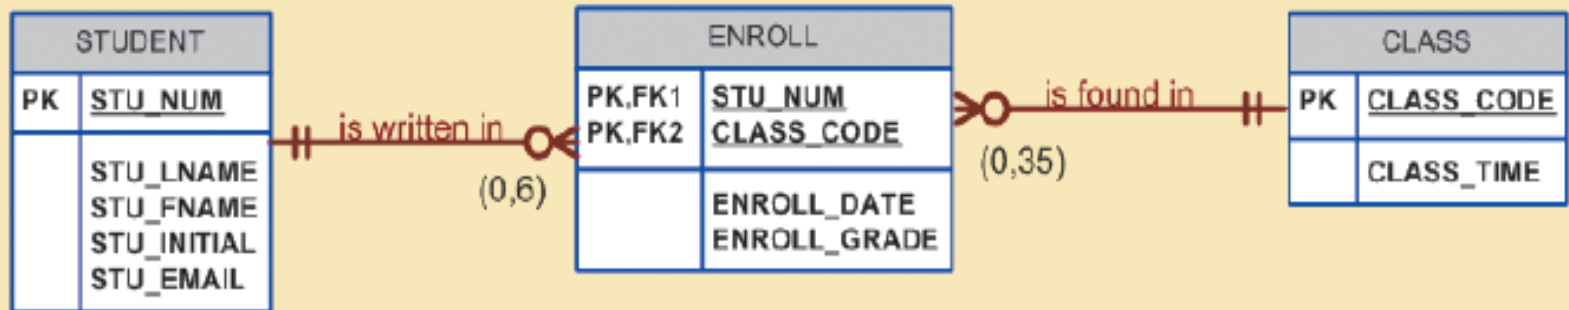 STUDENT
PK STU_NUM
STU_LNAME
STU_FNAME
STU_INITIAL
STU_EMAIL
is written in
(0,6)
ENROLL
PK,FK1 STU_NUM
PK,FK2 CLASS_CODE
ENROLL_DATE
ENROLL_GRADE
is found in
(0,35)
CLASS
PK CLASS_CODE
CLASS_TIME